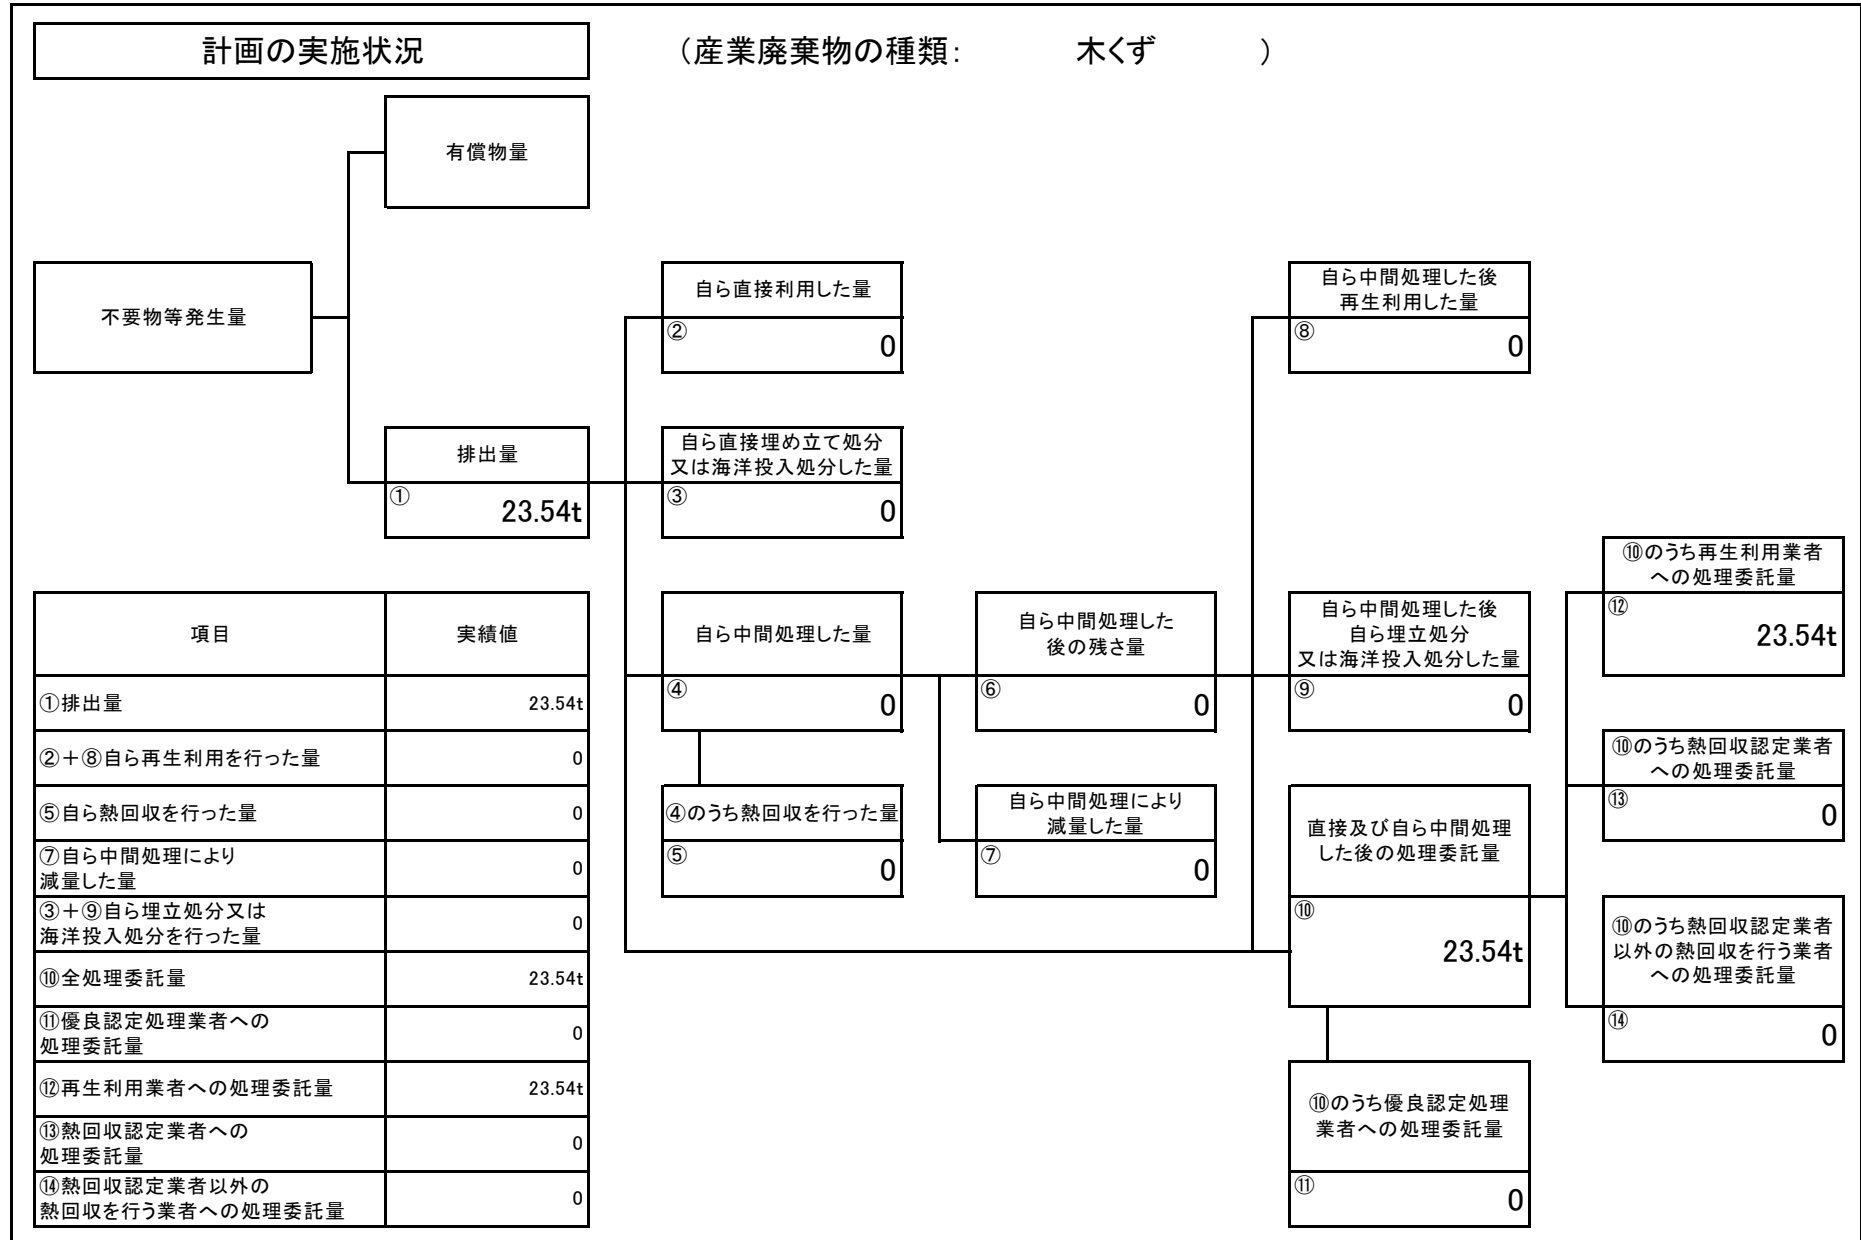 計画の実施状況
（産業廃棄物の種類： 木くず ）
有償物量
不要物等発生量
排出量
①
23.54t
自ら直接利用した量
②
0
自ら直接埋め立て処分
又は海洋投入処分した量
③
0
自ら中間処理した量
④
0
④のうち熱回収を行った量
⑤
0
自ら中間処理した
後の残さ量
⑥
0
自ら中間処理により
減量した量
⑦
0
自ら中間処理した後
再生利用した量
⑧
0
自ら中間処理した後
自ら埋立処分
又は海洋投入処分した量
⑨
0
直接及び自ら中間処理
した後の処理委託量
⑩
23.54t
⑩のうち優良認定処理
業者への処理委託量
⑪
0
⑩のうち再生利用業者
への処理委託量
⑫
23.54t
⑩のうち熱回収認定業者
への処理委託量
⑬
0
⑩のうち熱回収認定業者
以外の熱回収を行う業者
への処理委託量
⑭
0
項目 実績値
①排出量 23.54t
②＋⑧自ら再生利用を行った量 0
⑤自ら熱回収を行った量 0
⑦自ら中間処理により
減量した量 0
③＋⑨自ら埋立処分又は
海洋投入処分を行った量 0
⑩全処理委託量 23.54t
⑪優良認定処理業者への
処理委託量 0
⑫再生利用業者への処理委託量 23.54t
⑬熱回収認定業者への
処理委託量 0
⑭熱回収認定業者以外の
熱回収を行う業者への処理委託量 0